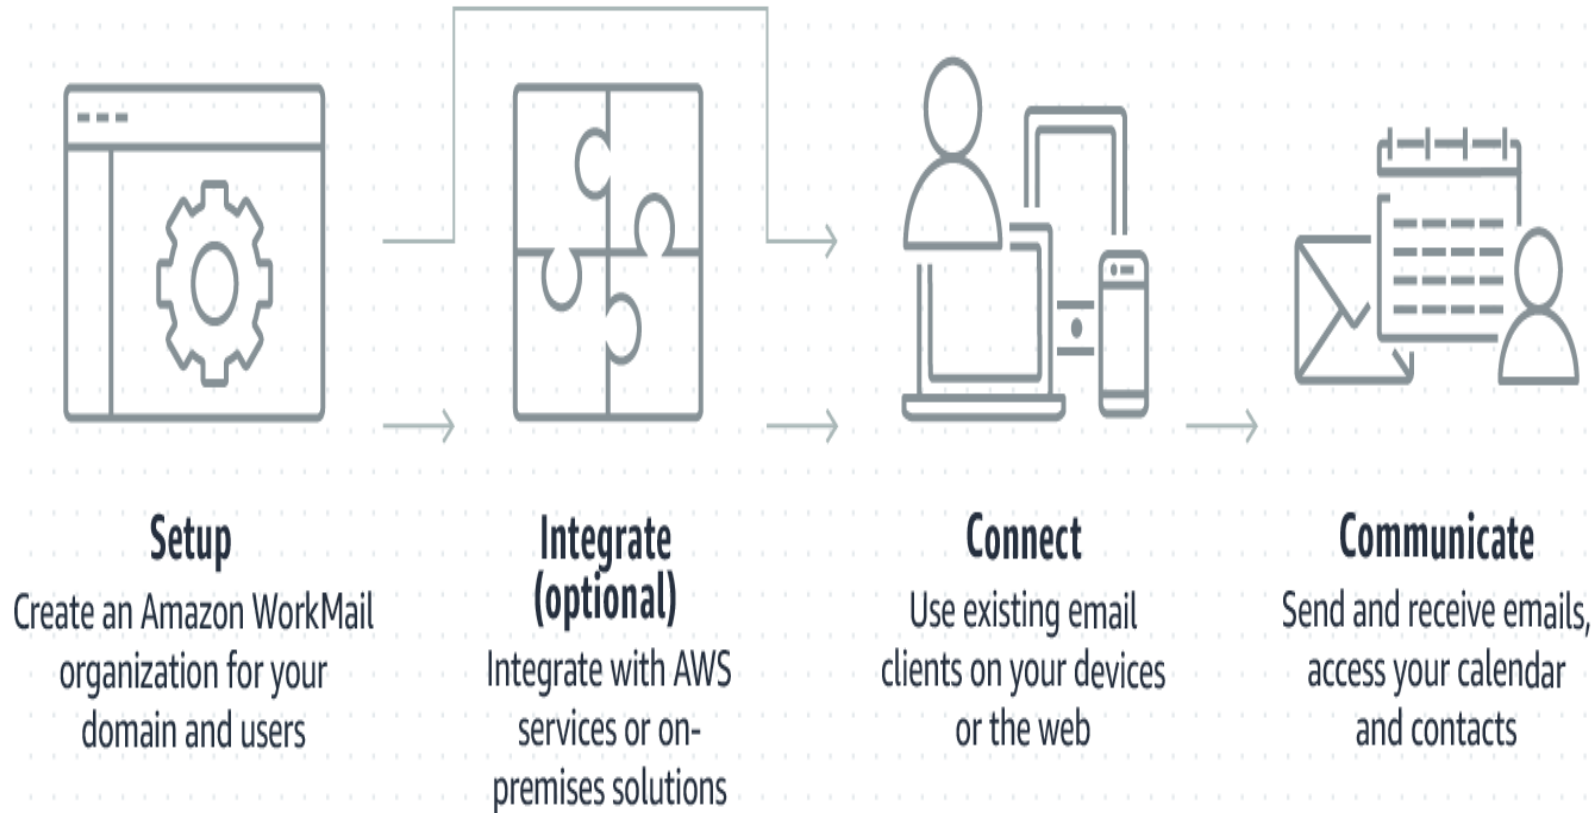 Setup
Create an Amazon WorkMail
organization for your
domain and users
Integrate
(optional)
Integrate with AWS
services or on-
premises solutions
Connect
Use existing email
clients on your devices
or the web
Communicate
Send and receive emails,
access your calendar
and contacts